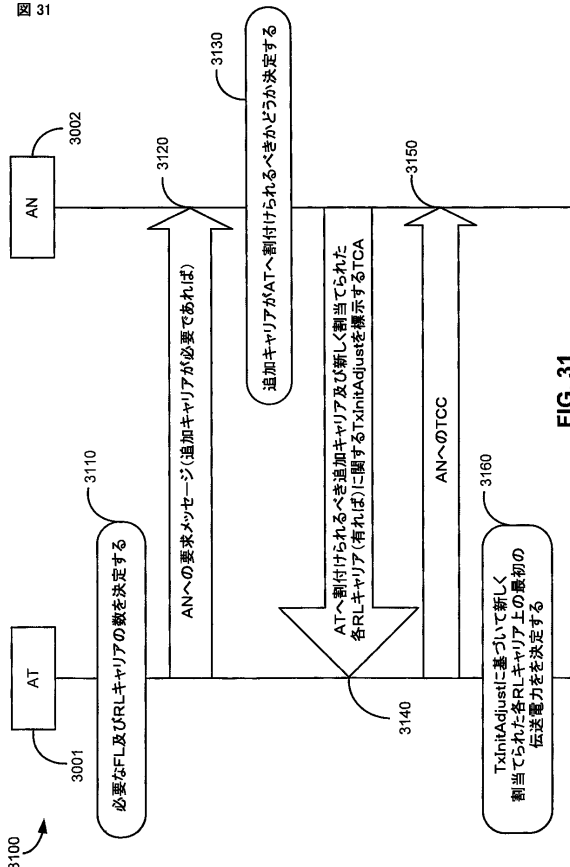 図 31
3100
AT
3001
AN
3002
3110
必要なFL及びRLキャリアの数を決定する
3120
ANへの要求メッセージ(追加キャリアが必要であれば)
3130
追加キャリアがATへ割付けられるべきかどうか決定する
ATへ割付けられるべき追加キャリア及び新しく割当てられた
各RLキャリア(有れば)に関するTxInitAdjustを標示するTCA
3140
3150
ANへのTCC
3160
TxInitAdjustに基づいて新しく
割当てられた各RLキャリア上の最初の
伝送電力をを決定する
FIG. 31